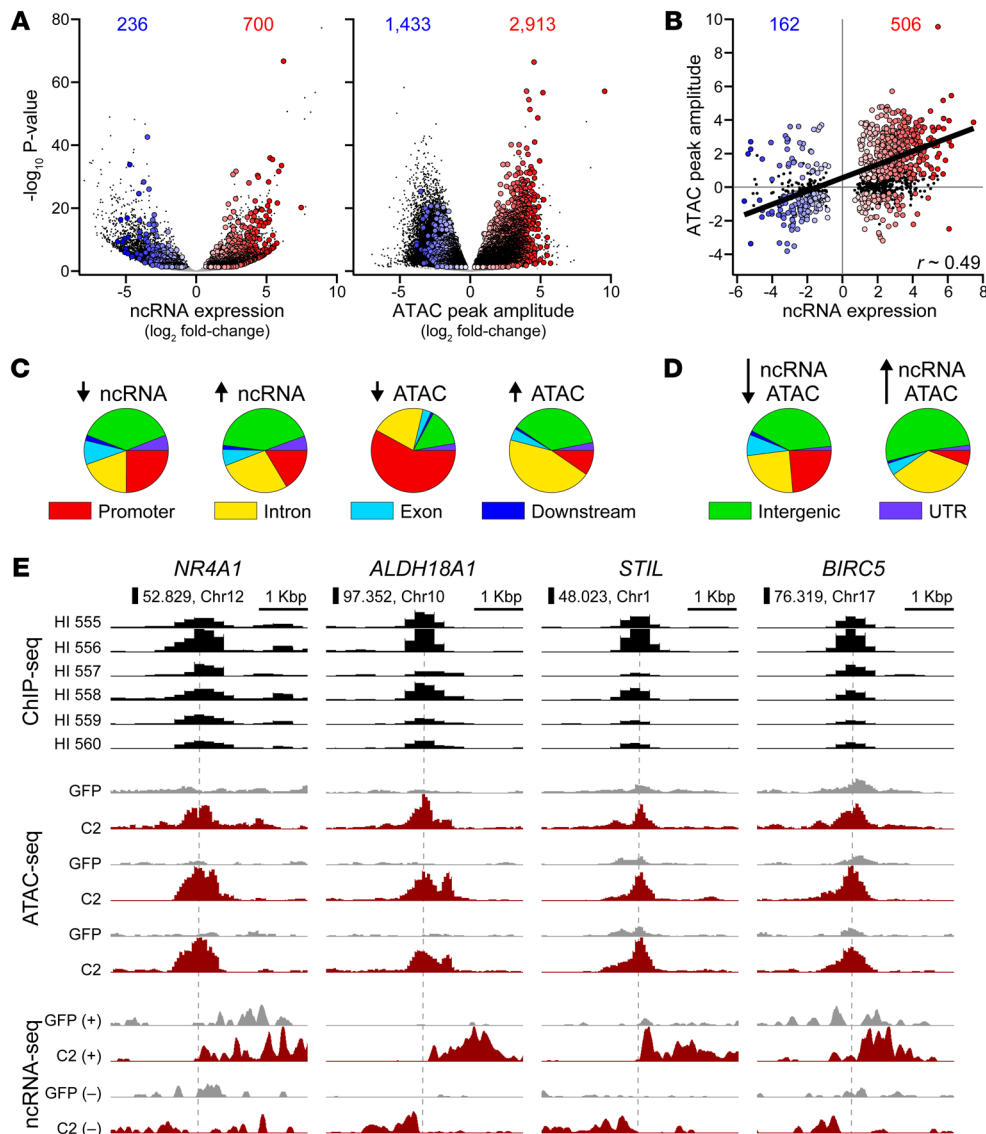 A
236
700
1,433
2,913
80
60
40
20
0
-log10 P-value
-5
0
5
10
-5
0
5
10
ncRNA expression
(log2 fold-change)
ATAC peak amplitude
(log2 fold-change)
B
162
506
10
8
6
4
2
0
-2
-4
ATAC peak amplitude
r ~ 0.49
-6
-4
-2
0
2
4
6
8
ncRNA expression
C
ncRNA
ncRNA
ATAC
ATAC
D
ncRNA
ATAC
ncRNA
ATAC
Promoter
Intron
Exon
Downstream
Intergenic
UTR
E
NR4A1
ALDH18A1
STIL
BIRC5
52.829, Chr12
1 Kbp
97.352, Chr10
1 Kbp
48.023, Chr1
1 Kbp
76.319, Chr17
1 Kbp
ChIP-seq
HI 555
HI 556
HI 557
HI 558
HI 559
HI 560
ATAC-seq
GFP
C2
GFP
C2
GFP
C2
ncRNA-seq
GFP (+)
C2 (+)
GFP (–)
C2 (–)